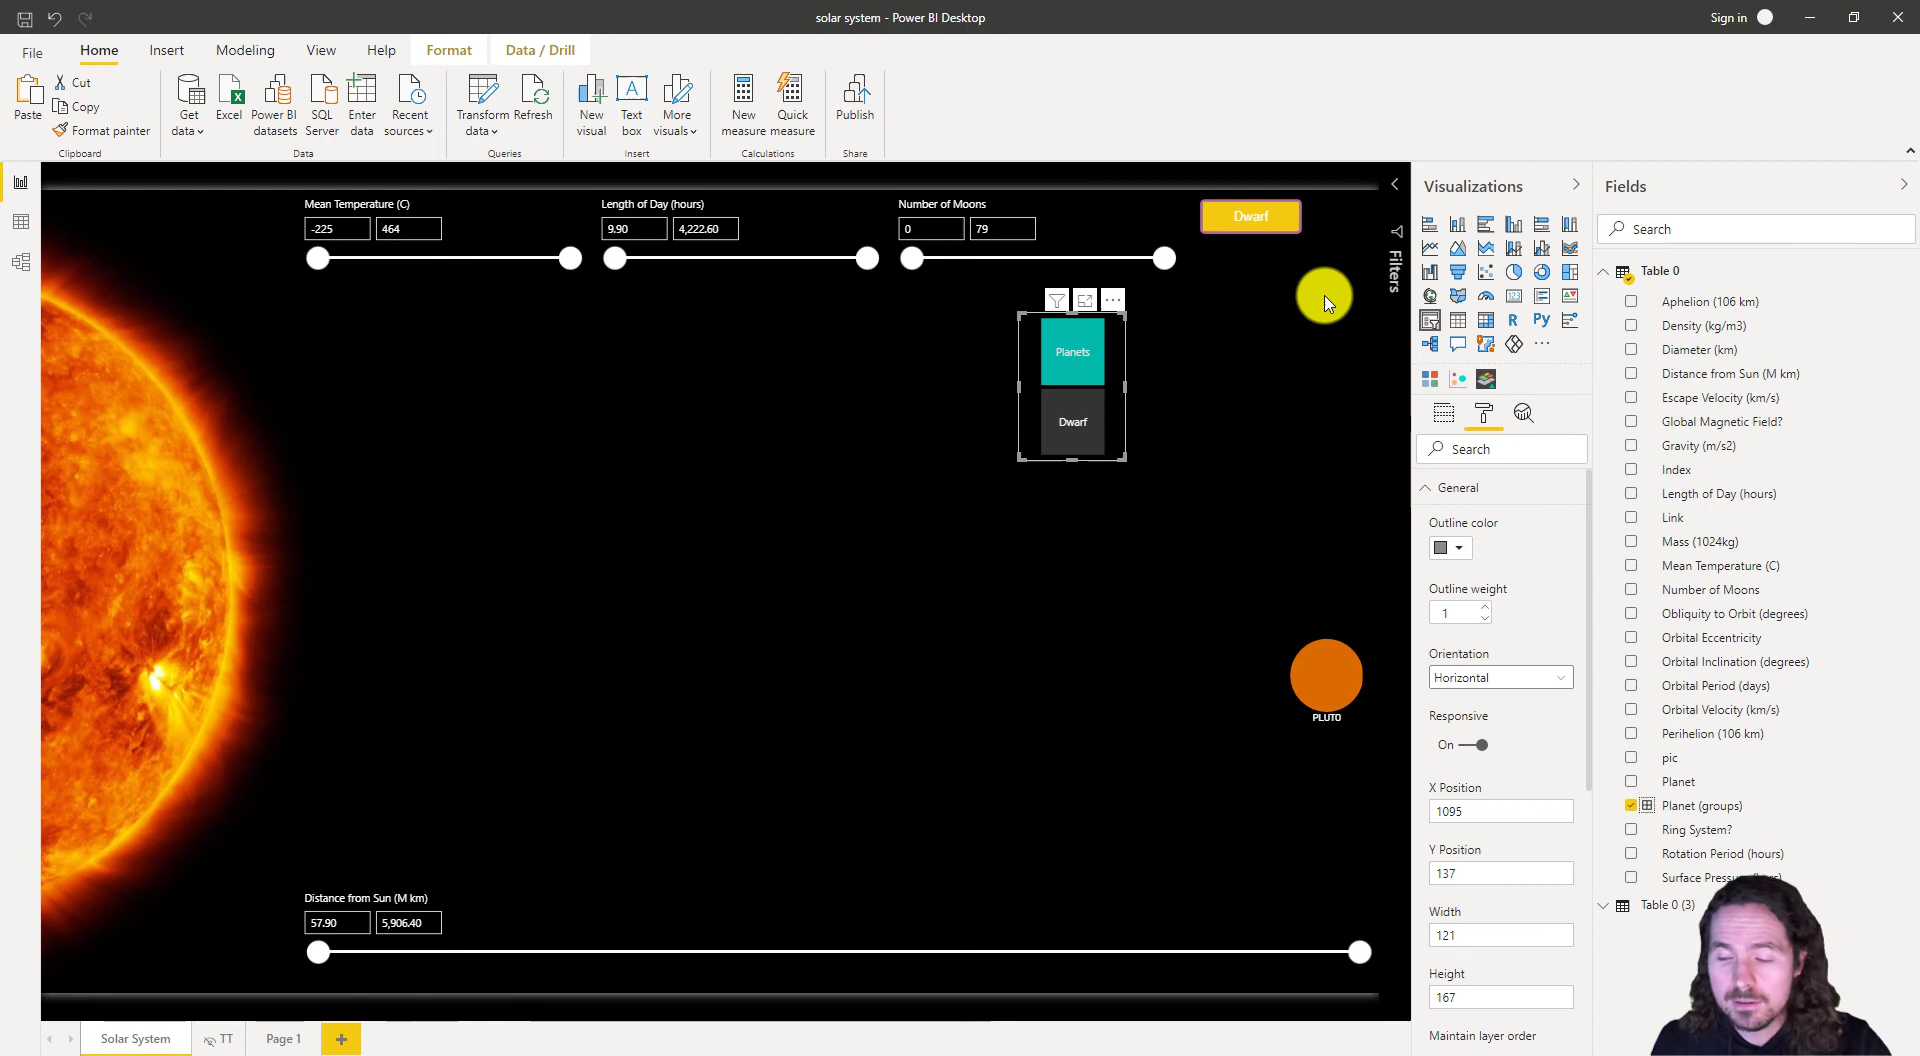 solar system - Power BI Desktop
Sign in
File
Home
Insert
Modeling
View
Help
Format
Data / Drill
Paste
Cut
Copy
Format painter
Clipboard
Get data
Excel
Power BI datasets
SQL Server
Enter data
Recent sources
Data
Transform data
Refresh
Queries
New visual
Text box
More visuals
Insert
New measure
Quick measure
Calculations
Publish
Share
Mean Temperature (C)
-225
464
Length of Day (hours)
9.90
4,222.60
Number of Moons
0
79
Dwarf
Planets
Dwarf
PLUTO
Distance from Sun (M km)
57.90
5,906.40
Filters
Visualizations
R
Py
123
Search
General
Outline color
Outline weight
1
Orientation
Horizontal
Responsive
On
X Position
1095
Y Position
137
Width
121
Height
167
Maintain layer order
Fields
Search
Table 0
Aphelion (106 km)
Density (kg/m3)
Diameter (km)
Distance from Sun (M km)
Escape Velocity (km/s)
Global Magnetic Field?
Gravity (m/s2)
Index
Length of Day (hours)
Link
Mass (1024kg)
Mean Temperature (C)
Number of Moons
Obliquity to Orbit (degrees)
Orbital Eccentricity
Orbital Inclination (degrees)
Orbital Period (days)
Orbital Velocity (km/s)
Perihelion (106 km)
pic
Planet
Planet (groups)
Ring System?
Rotation Period (hours)
Surface
Table 0 (3)
Solar System
TT
Page 1